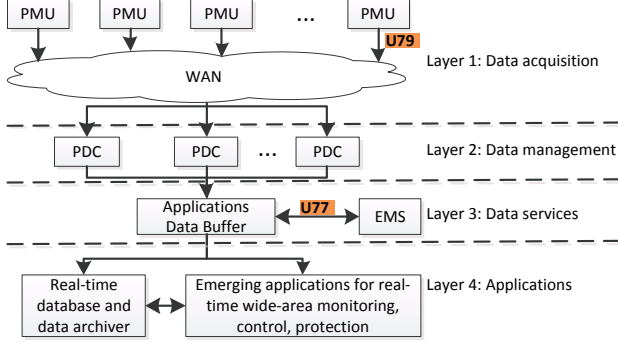 PMU PMU PMU ... PMU
U79
WAN
Layer 1: Data acquisition
PDC PDC ... PDC
Layer 2: Data management
Applications
Data Buffer
U77
EMS
Layer 3: Data services
Real-time
database and
data archiver
Emerging applications for real-
time wide-area monitoring,
control, protection
Layer 4: Applications